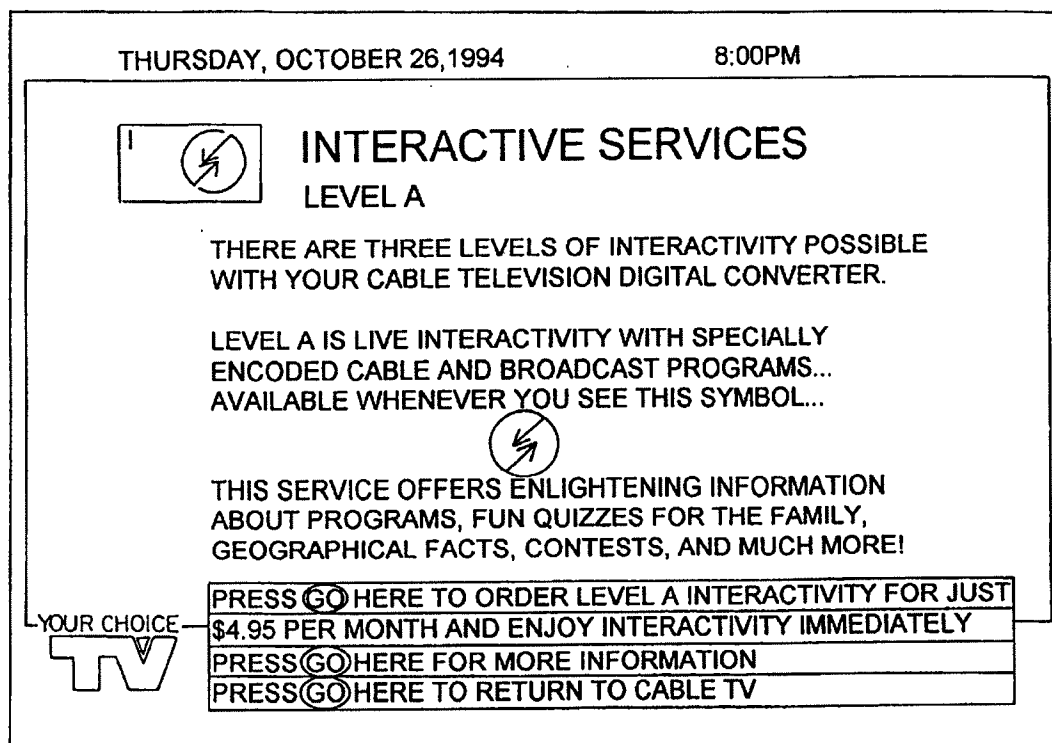 THURSDAY, OCTOBER 26,1994 8:00PM
I
INTERACTIVE SERVICES
LEVEL A
THERE ARE THREE LEVELS OF INTERACTIVITY POSSIBLE
WITH YOUR CABLE TELEVISION DIGITAL CONVERTER.
LEVEL A IS LIVE INTERACTIVITY WITH SPECIALLY
ENCODED CABLE AND BROADCAST PROGRAMS...
AVAILABLE WHENEVER YOU SEE THIS SYMBOL...
THIS SERVICE OFFERS ENLIGHTENING INFORMATION
ABOUT PROGRAMS, FUN QUIZZES FOR THE FAMILY,
GEOGRAPHICAL FACTS, CONTESTS, AND MUCH MORE!
PRESS GO HERE TO ORDER LEVEL A INTERACTIVITY FOR JUST
$4.95 PER MONTH AND ENJOY INTERACTIVITY IMMEDIATELY
PRESS GO HERE FOR MORE INFORMATION
PRESS GO HERE TO RETURN TO CABLE TV
YOUR CHOICE
TV